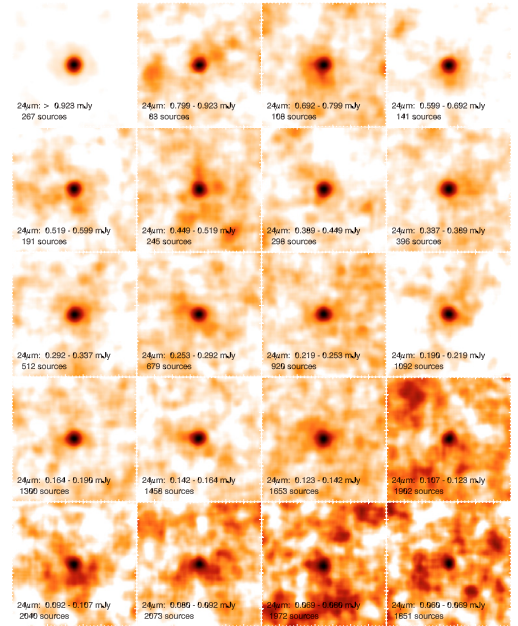 24μm: > 0.923 mJy
267 sources
24μm: 0.799 - 0.923 mJy
83 sources
24μm: 0.692 - 0.799 mJy
108 sources
24μm: 0.599 - 0.692 mJy
141 sources
24μm: 0.519 - 0.599 mJy
191 sources
24μm: 0.449 - 0.519 mJy
245 sources
24μm: 0.389 - 0.449 mJy
298 sources
24μm: 0.337 - 0.389 mJy
396 sources
24μm: 0.292 - 0.337 mJy
512 sources
24μm: 0.253 - 0.292 mJy
679 sources
24μm: 0.219 - 0.253 mJy
920 sources
24μm: 0.190 - 0.219 mJy
1092 sources
24μm: 0.164 - 0.190 mJy
sources
24μm: 0.142 - 0.164 mJy
1456 sources
24μm: 0.123 - 0.142 mJy
1653 sources
24μm: 0.107 - 0.123 mJy
1902 sources
24μm: 0.092 - 0.107 mJy
2040 sources
24μm: 0.080 - 0.092 mJy
2073 sources
24μm: 0.069 - 0.080 mJy
1972 sources
24μm: 0.060 - 0.069 mJy
1851 sources